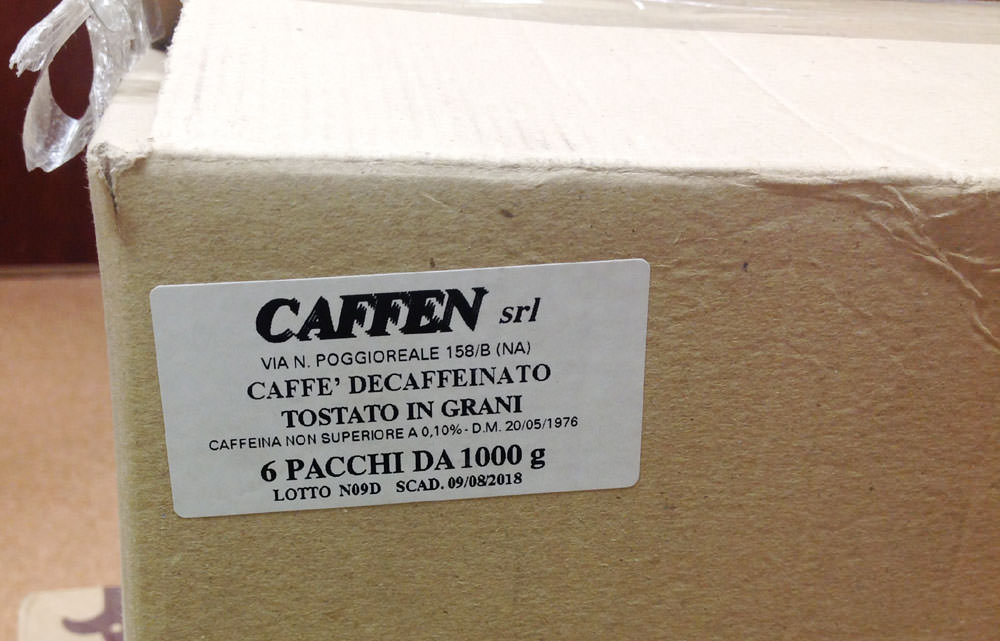 CAFFEN srl
VIA N. POGGIOREALE 158/B (NA)
CAFFE' DECAFFEINATO
TOSTATO IN GRANI
CAFFEINA NON SUPERIORE A 0,10% - D.M. 20/05/1976
6 PACCHI DA 1000 g
LOTTO N09D SCAD. 09/08/2018